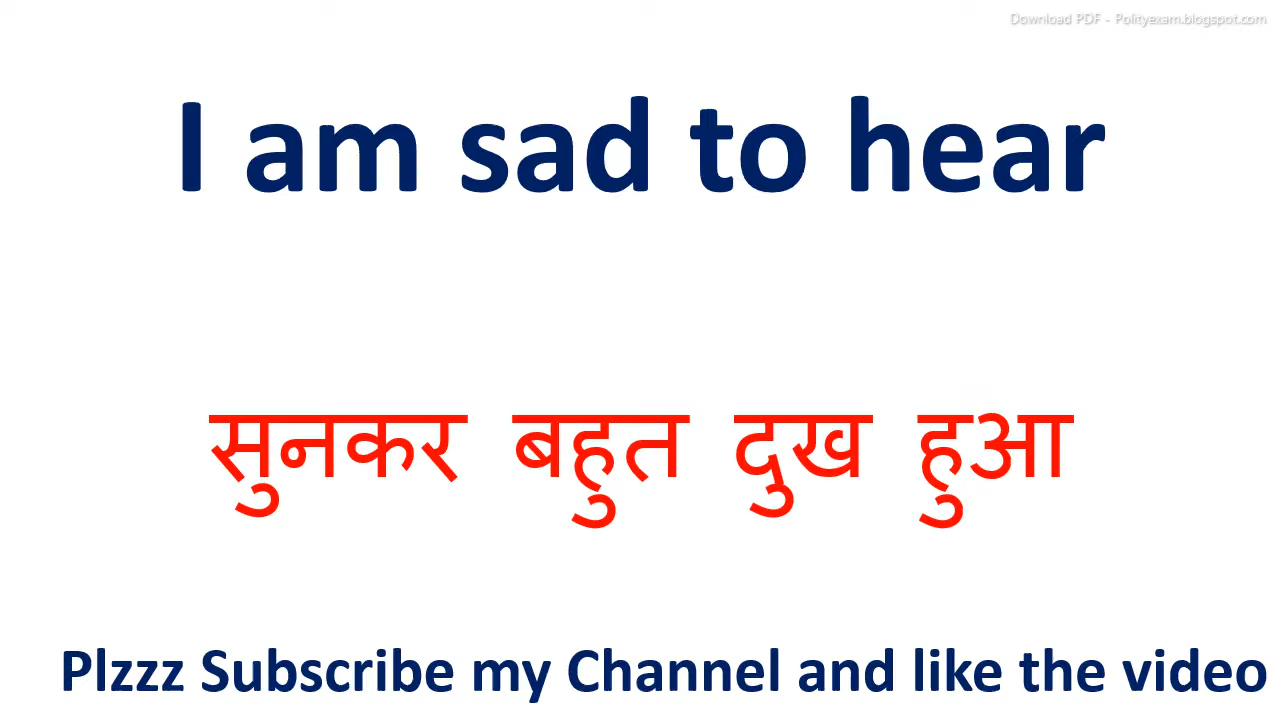 Download PDF - Polityexam.blogspot.com
I am sad to hear
सुनकर बहुत दुख हुआ
Plzzz Subscribe my Channel and like the video